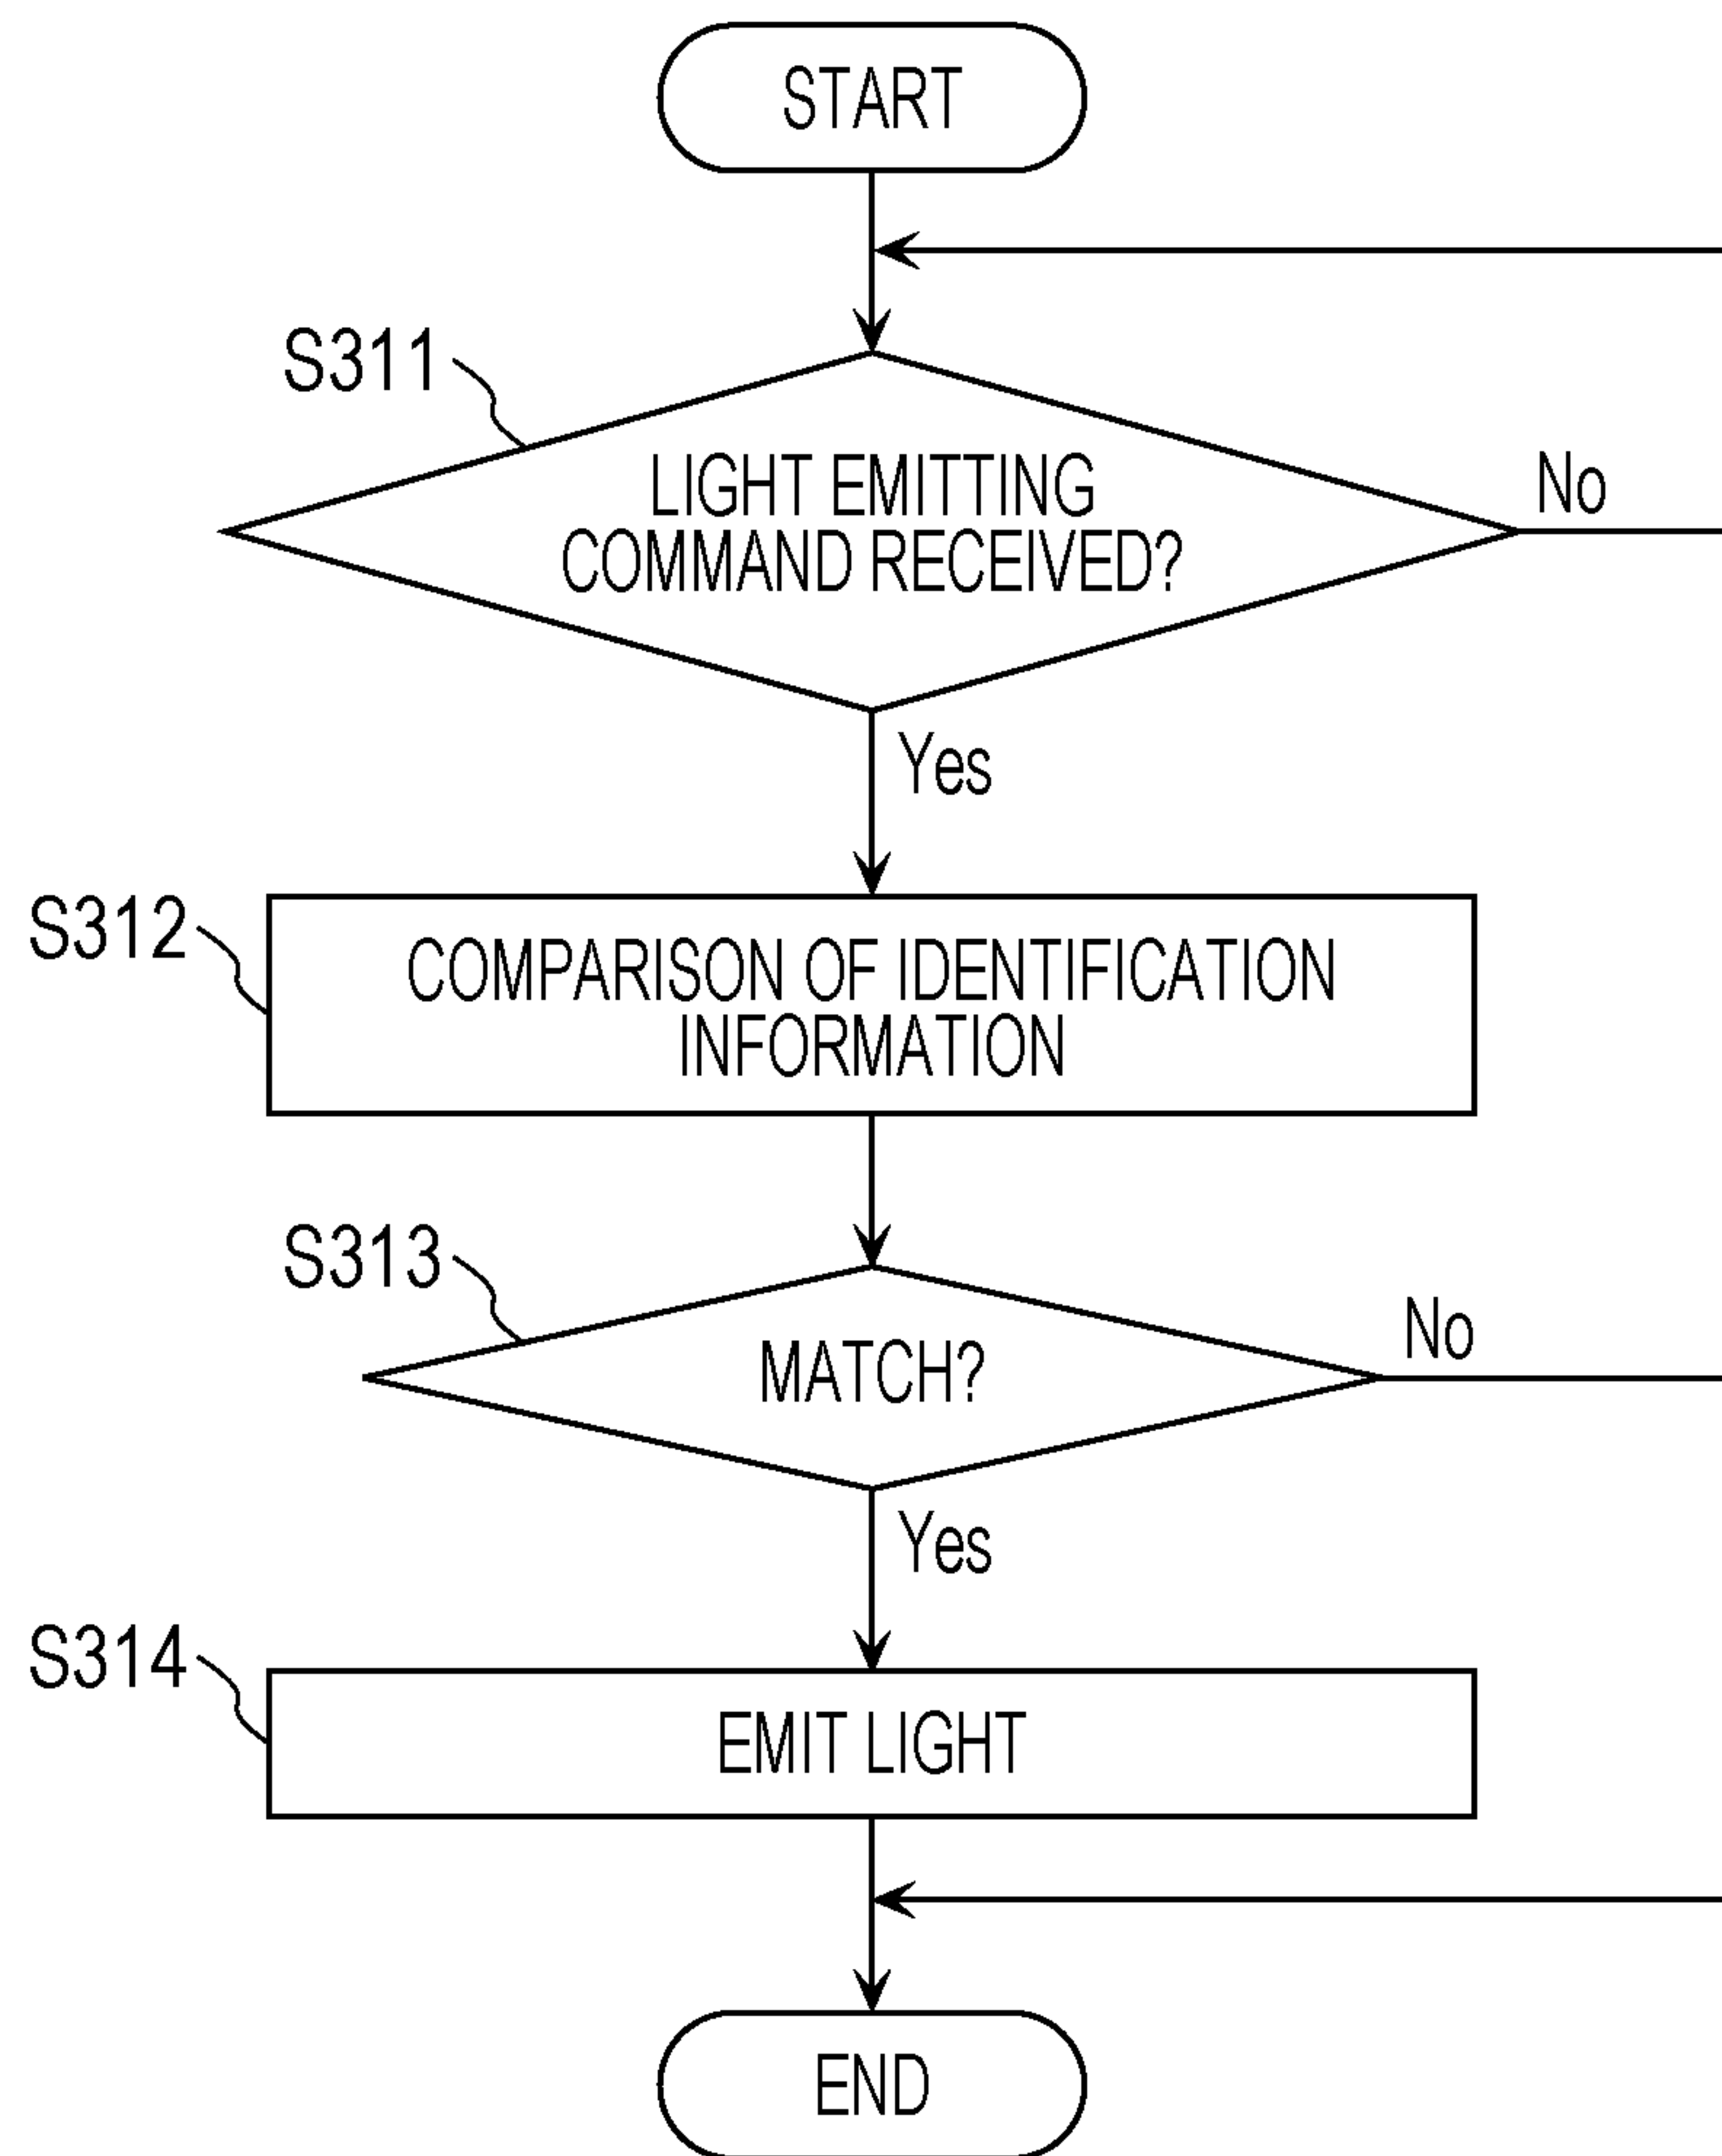 START
S311
LIGHT EMITTING
COMMAND RECEIVED?
No
Yes
S312
COMPARISON OF IDENTIFICATION
INFORMATION
S313
MATCH?
No
Yes
S314
EMIT LIGHT
END